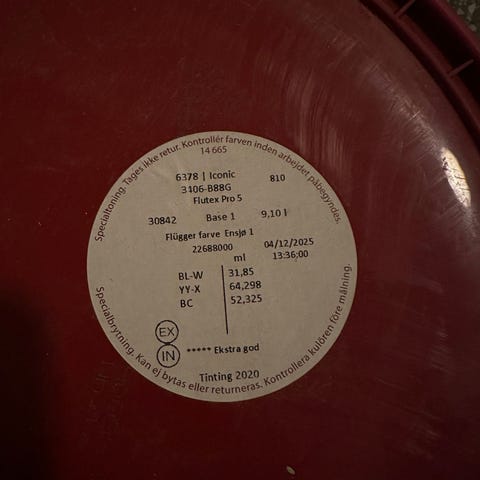 Specialtoning. Tages ikke retur. Kontrollér farven inden arbejdet påbegyndes.
14 665
6378 | Iconic 810
3406-B88G
Flutex Pro 5
30842 Base 1 9,10 l
Flügger farve Ensjø 1
22688000 04/12/2025
ml 13:36:00
BL-W 31,85
YY-X 64,298
BC 52,325
EX
IN
***** Ekstra god
Tinting 2020
Specialbrytning. Kan ej bytas eller returneras. Kontrollera kulören före målning.